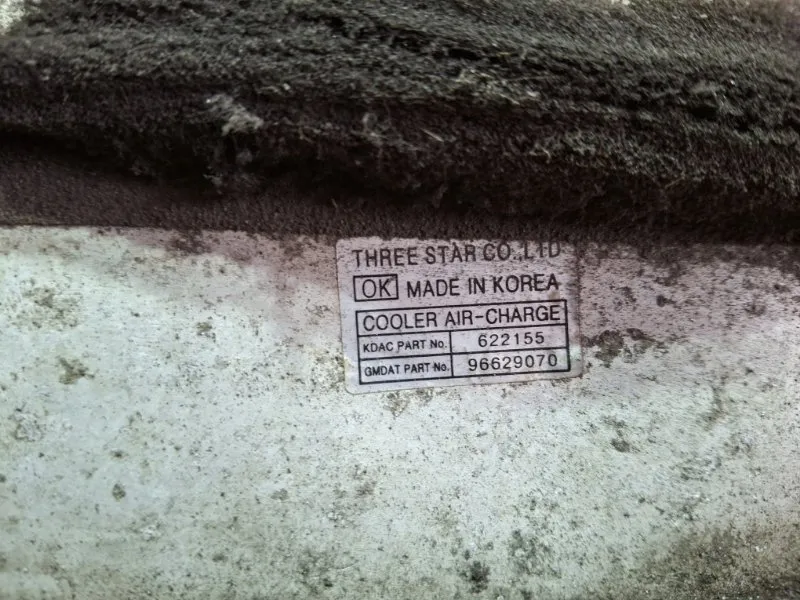 THREE STAR CO.,LTD
OK MADE IN KOREA
COOLER AIR-CHARGE
KDAC PART No. 622155
GMDAT PART No. 96629070